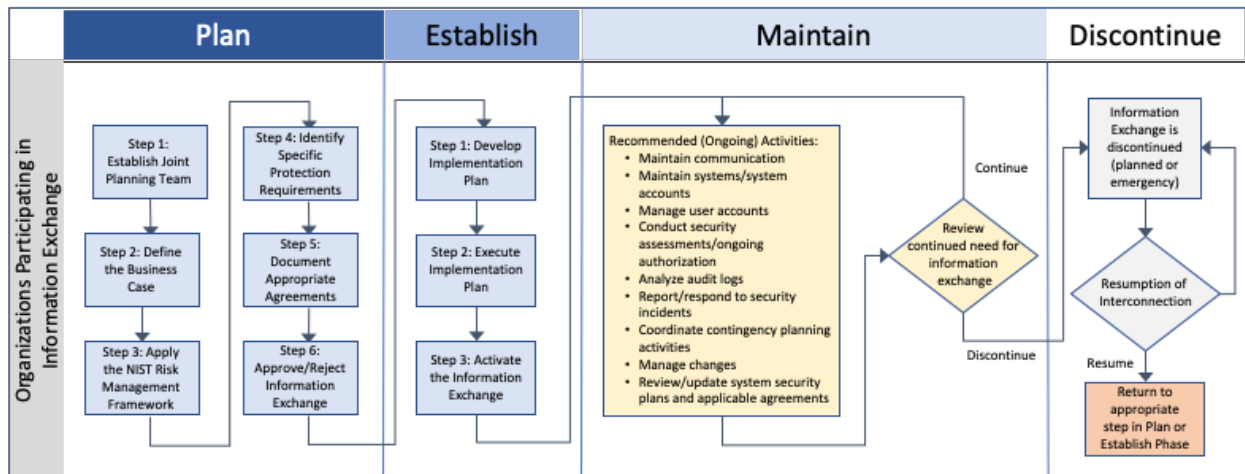 Plan
Establish
Maintain
Discontinue
Organizations Participating in
Information Exchange
Step 1:
Establish Joint
Planning Team
Step 2: Define
the Business
Case
Step 3: Apply
the NIST Risk
Management
Framework
Step 4: Identify
Specific
Protection
Requirements
Step 5:
Document
Appropriate
Agreements
Step 6:
Approve/Reject
Information
Exchange
Step 1: Develop
Implementation
Plan
Step 2: Execute
Implementation
Plan
Step 3: Activate
the Information
Exchange
Recommended (Ongoing) Activities:
• Maintain communication
• Maintain systems/system
accounts
• Manage user accounts
• Conduct security
assessments/ongoing
authorization
• Analyze audit logs
• Report/respond to security
incidents
• Coordinate contingency planning
activities
• Manage changes
• Review/update system security
plans and applicable agreements
Continue
Review
continued need for
information
exchange
Discontinue
Information
Exchange is
discontinued
(planned or
emergency)
Resumption of
Interconnection
Resume
Return to
appropriate
step in Plan or
Establish Phase